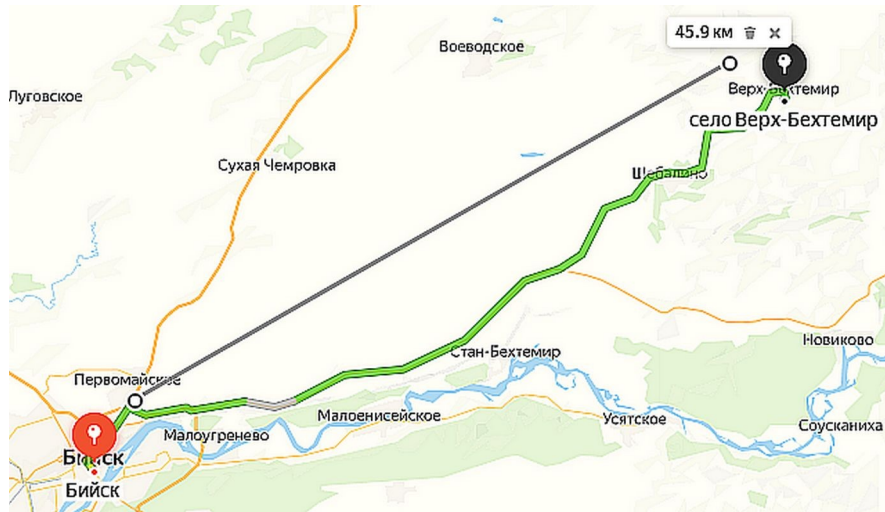 45.9 км
Воеводское
Верх-Бехтемир
Луговское
село Верх-Бехтемир
Сухая Чемровка
Шебалино
Новиково
Стан-Бехтемир
Первомайское
Малоенисейское
Усятское
Соусканиха
Малоугренево
Бийск
Бийск